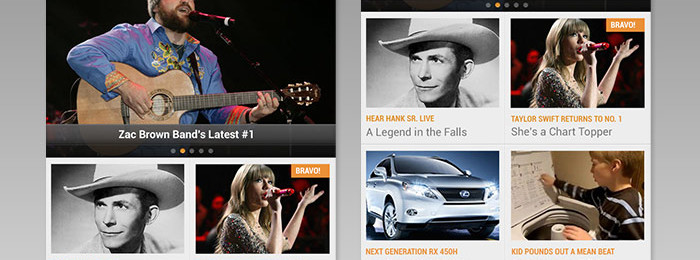 Zac Brown Band's Latest #1
BRAVO!
BRAVO!
HEAR HANK SR. LIVE
A Legend in the Falls
TAYLOR SWIFT RETURNS TO NO. 1
She's a Chart Topper
NEXT GENERATION RX 450H
KID POUNDS OUT A MEAN BEAT